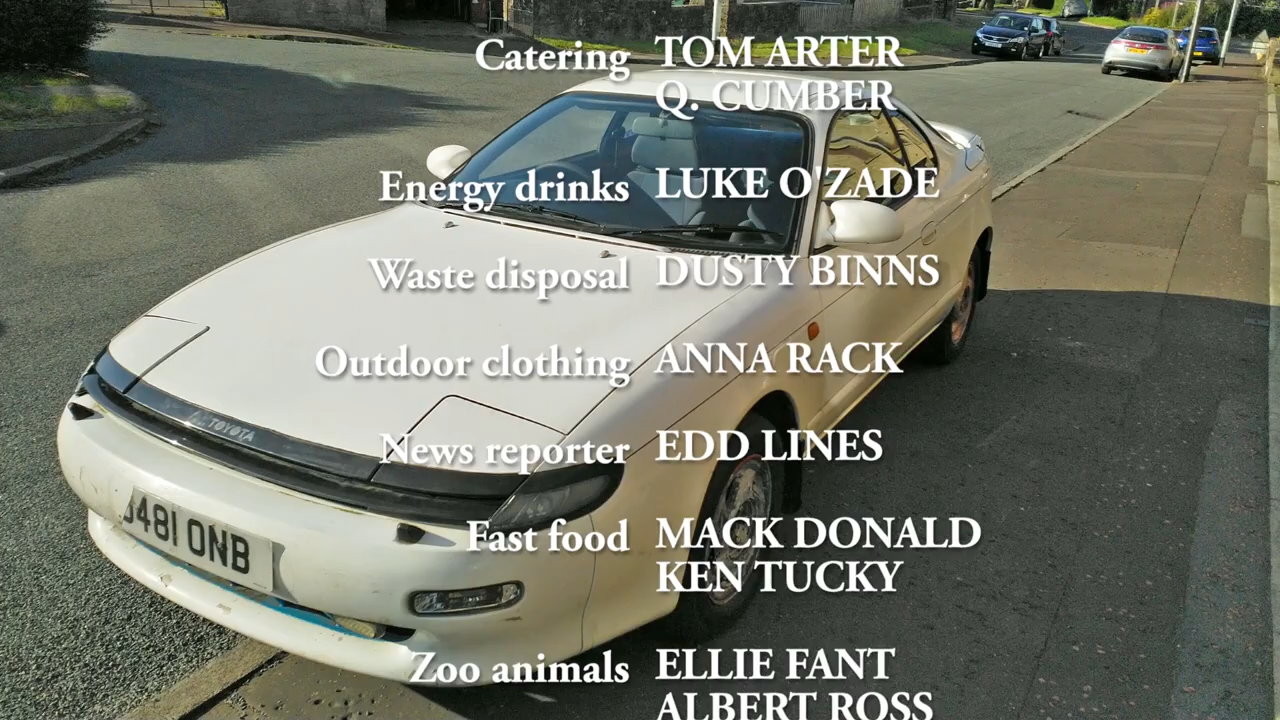 Catering TOM ARTER
Q. CUMBER
Energy drinks LUKE O'ZADE
Waste disposal DUSTY BINNS
Outdoor clothing ANNA RACK
TOYOTA
News reporter EDD LINES
J481 ONB
Fast food MACK DONALD
KEN TUCKY
Zoo animals ELLIE FANT
ALBERT ROSS